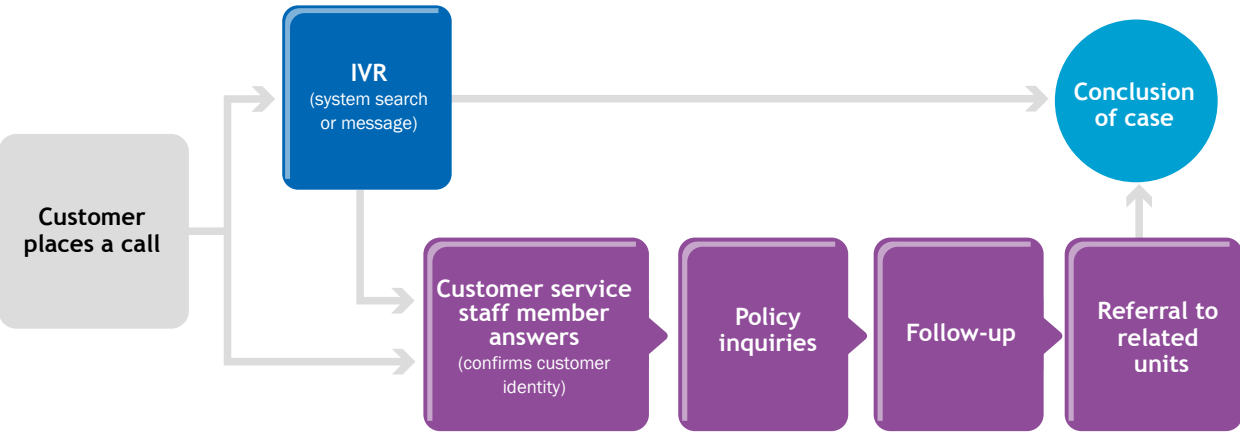 Customer
places a call
IVR
(system search
or message)
Conclusion
of case
Customer service
staff member
answers
(confirms customer
identity)
Policy
inquiries
Follow-up
Referral to
related
units